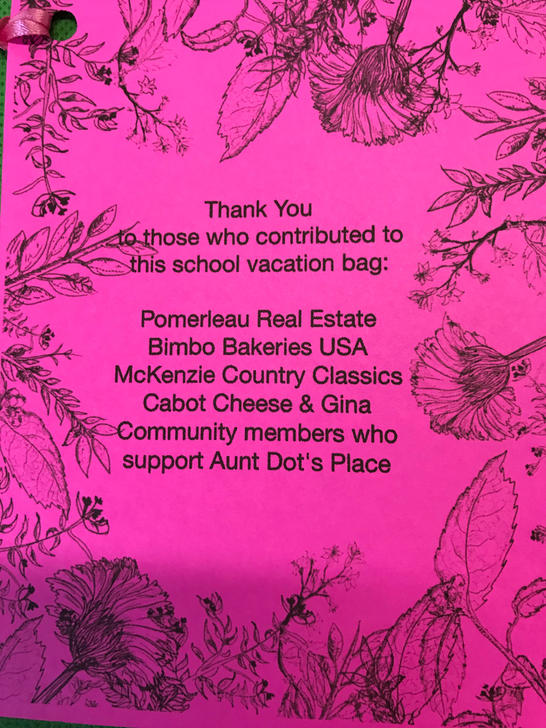 Thank You
to those who contributed to
this school vacation bag:
Pomerleau Real Estate
Bimbo Bakeries USA
McKenzie Country Classics
Cabot Cheese & Gina
Community members who
support Aunt Dot's Place